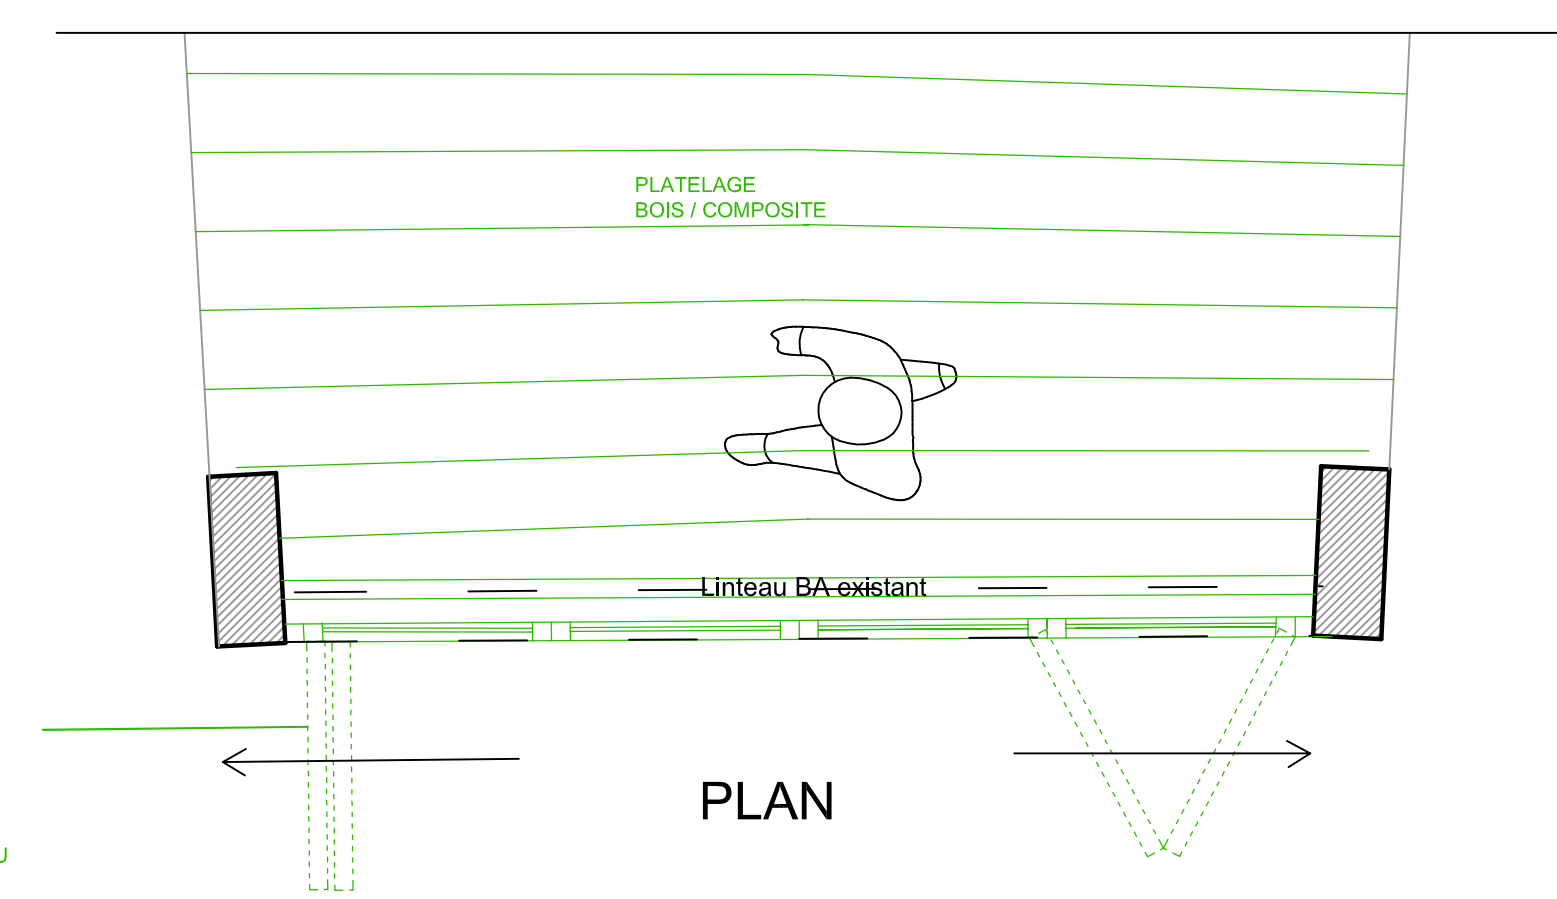 PLATELAGE
BOIS / COMPOSITE
Linteau BA existant
PLAN
U